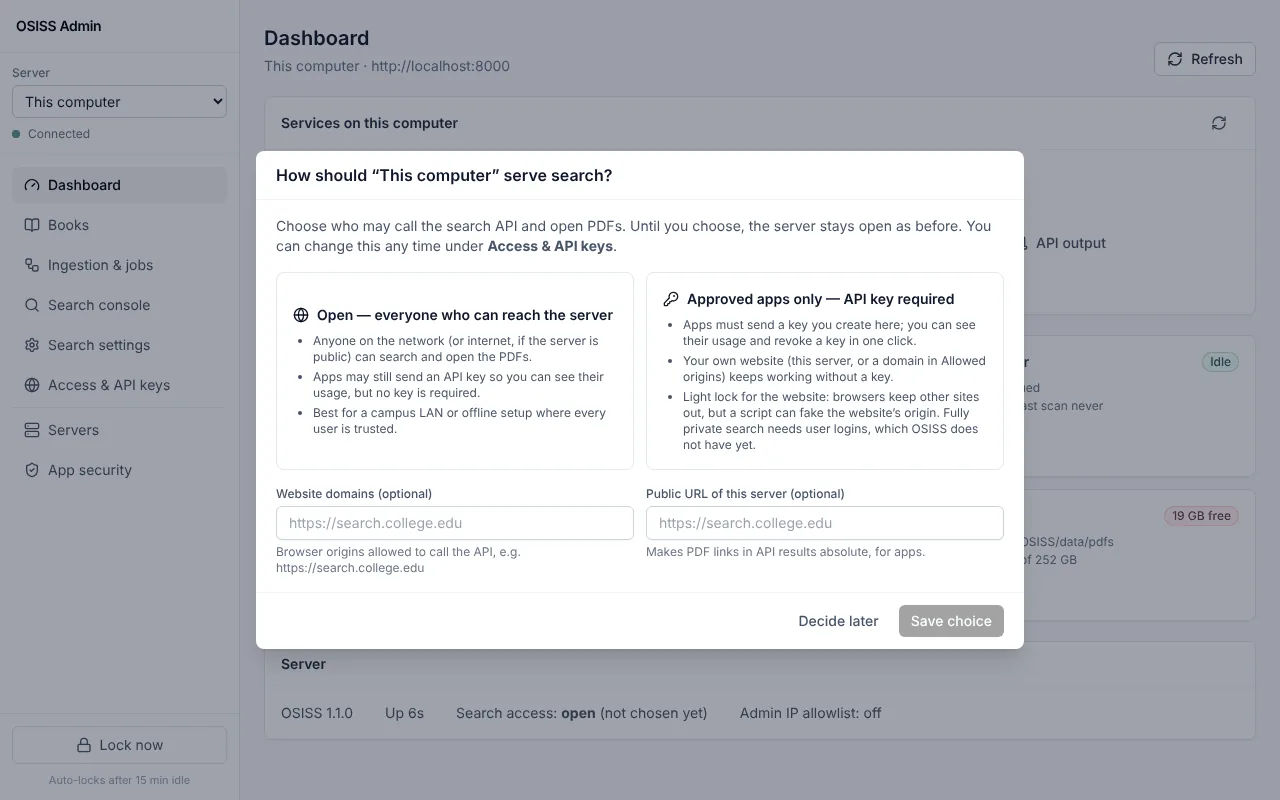 OSISS Admin
Server
This computer
Connected
Dashboard
Books
Ingestion & jobs
Search console
Search settings
Access & API keys
Servers
App security
Lock now
Auto-locks after 15 min idle
Dashboard
This computer · http://localhost:8000
Refresh
Services on this computer
API output
Idle
19 GB free
OSISS/data/pdfs
of 252 GB
last scan never
How should “This computer” serve search?
Choose who may call the search API and open PDFs. Until you choose, the server stays open as before. You
can change this any time under Access & API keys.
Open — everyone who can reach the server
• Anyone on the network (or internet, if the server is
public) can search and open the PDFs.
• Apps may still send an API key so you can see their
usage, but no key is required.
• Best for a campus LAN or offline setup where every
user is trusted.
Approved apps only — API key required
• Apps must send a key you create here; you can see
their usage and revoke a key in one click.
• Your own website (this server, or a domain in Allowed
origins) keeps working without a key.
• Light lock for the website: browsers keep other sites
out, but a script can fake the website’s origin. Fully
private search needs user logins, which OSISS does
not have yet.
Website domains (optional)
https://search.college.edu
Browser origins allowed to call the API, e.g.
https://search.college.edu
Public URL of this server (optional)
https://search.college.edu
Makes PDF links in API results absolute, for apps.
Decide later
Save choice
Server
OSISS 1.1.0 Up 6s Search access: open (not chosen yet) Admin IP allowlist: off